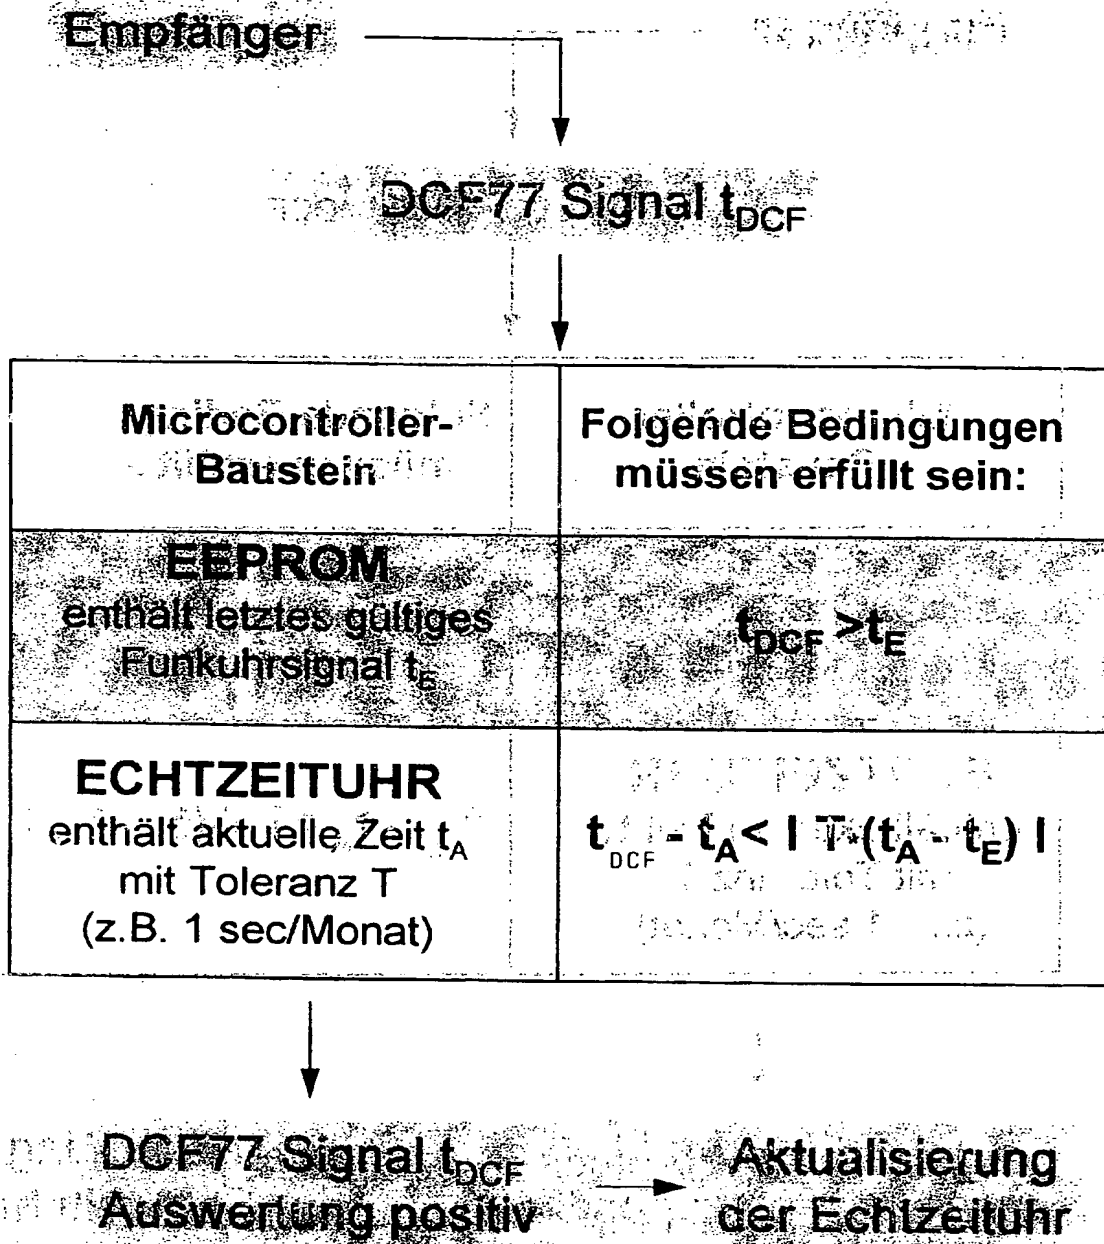 Empfänger
DCF77 Signal t_DCF
Microcontroller-
Baustein
Folgende Bedingungen
müssen erfüllt sein:
EEPROM
enthält letztes gültiges
Funkuhrsignal t_E
t_DCF > t_E
ECHTZEITUHR
enthält aktuelle Zeit t_A
mit Toleranz T
(z.B. 1 sec/Monat)
t_DCF - t_A < | T*(t_A - t_E) |
DCF77 Signal t_DCF
Auswertung positiv
Aktualisierung
der Echtzeituhr